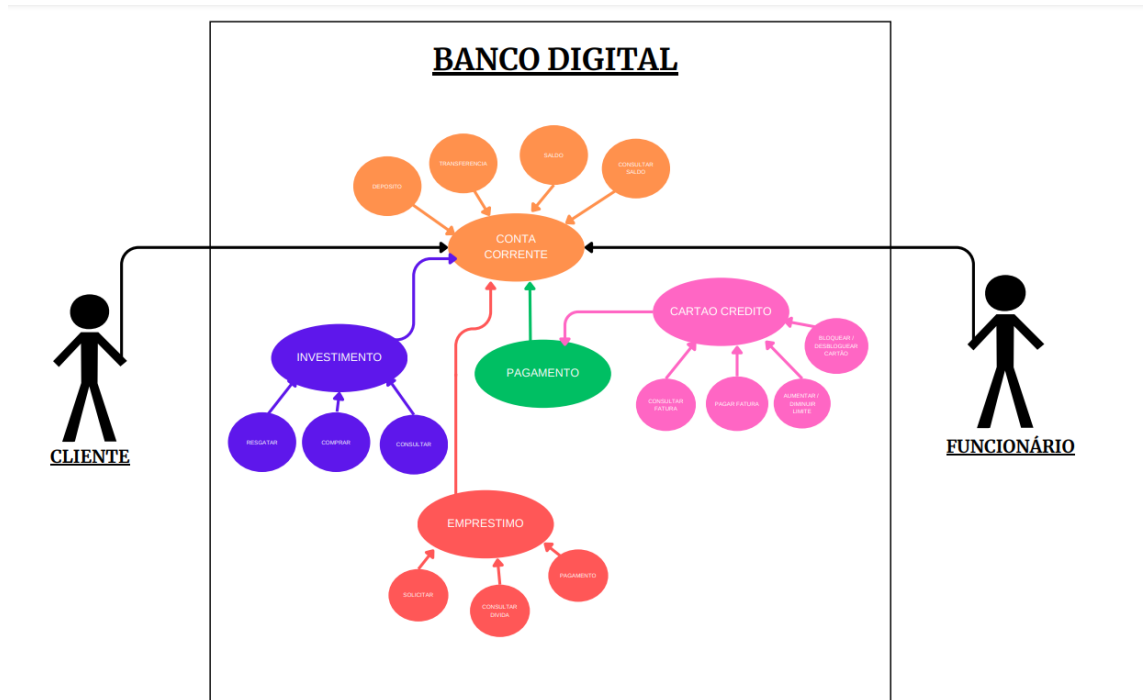 BANCO DIGITAL
DEPOSITO
TRANSFERENCIA
SALDO
CONSULTAR
SALDO
CONTA
CORRENTE
CARTAO CREDITO
BLOQUEAR /
DESBLOQUEAR
CARTÃO
INVESTIMENTO
PAGAMENTO
CONSULTAR
FATURA
PAGAR FATURA
AUMENTAR /
DIMINUIR
LIMITE
RESGATAR
COMPRAR
CONSULTAR
CLIENTE
FUNCIONÁRIO
EMPRESTIMO
SOLICITAR
CONSULTAR
DIVIDA
PAGAMENTO